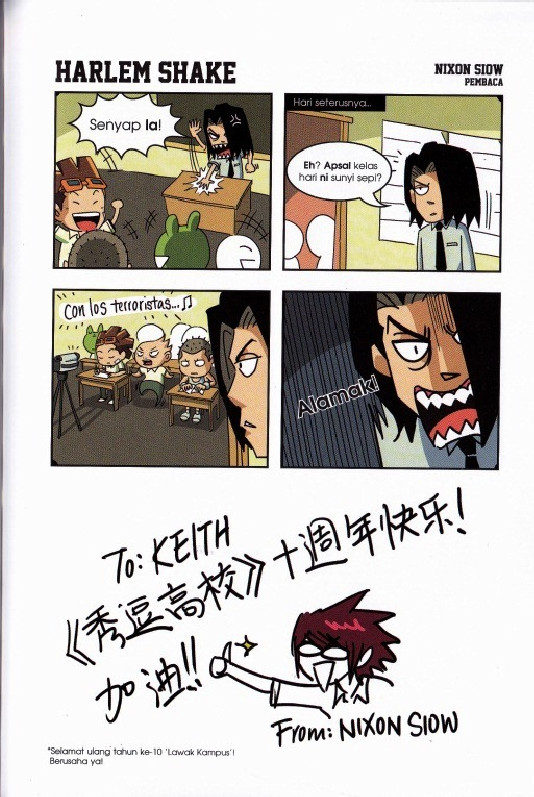 HARLEM SHAKE
NIXON SIOW
PEMBACA
Senyap la!
Hari seterusnya..
Eh? Apsal kelas
hari ni sunyi sepi?
Con los terroristas...♫
Alamak!
To: KEITH
《秀逗高校》十週年快乐!
加油!!
From: NIXON SIOW
*Selamat ulang tahun ke-10 'Lawak Kampus'!
Berusaha ya!